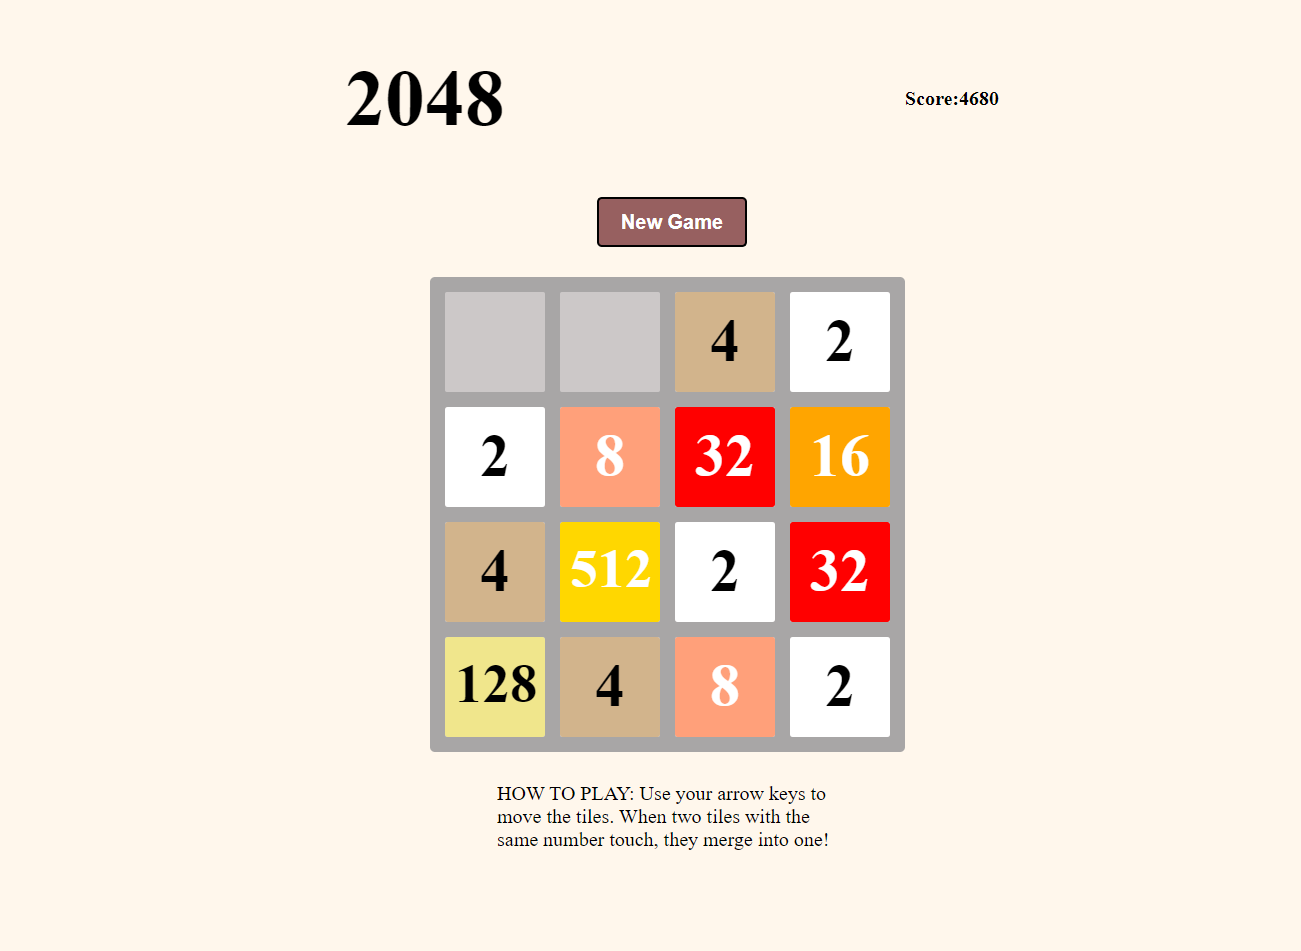 2048
Score:4680
New Game
4 2
2 8 32 16
4 512 2 32
128 4 8 2
HOW TO PLAY: Use your arrow keys to
move the tiles. When two tiles with the
same number touch, they merge into one!